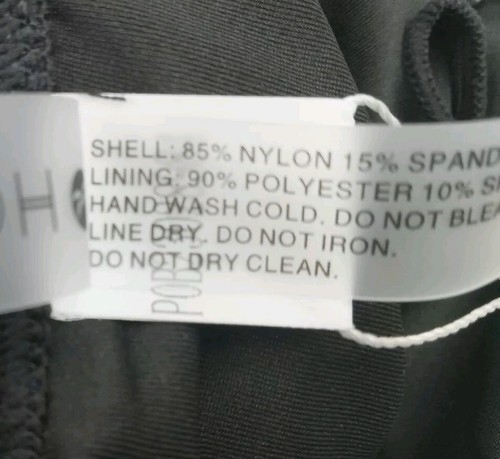 SHELL: 85% NYLON 15% SPAND
LINING: 90% POLYESTER 10% SP
HAND WASH COLD. DO NOT BLEA
LINE DRY. DO NOT IRON.
DO NOT DRY CLEAN.